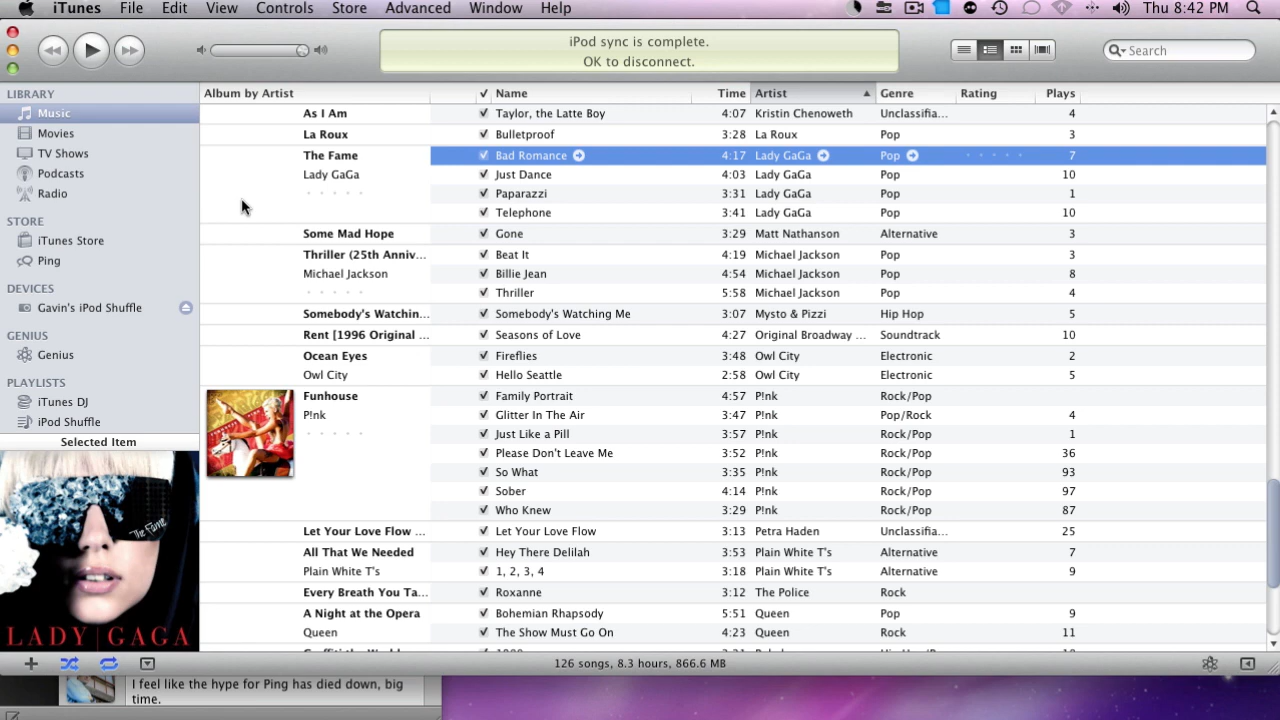 iTunes File Edit View Controls Store Advanced Window Help Thu 8:42 PM
iPod sync is complete.
OK to disconnect.
Search
LIBRARY
Music
Movies
TV Shows
Podcasts
Radio
STORE
iTunes Store
Ping
DEVICES
Gavin's iPod Shuffle
GENIUS
Genius
PLAYLISTS
iTunes DJ
iPod Shuffle
Selected Item
The Fame
LADY GAGA
Album by Artist Name Time Artist Genre Rating Plays
As I Am Taylor, the Latte Boy 4:07 Kristin Chenoweth Unclassifia... 4
La Roux Bulletproof 3:28 La Roux Pop 3
The Fame Bad Romance 4:17 Lady GaGa Pop 7
Lady GaGa Just Dance 4:03 Lady GaGa Pop 10
Paparazzi 3:31 Lady GaGa Pop 1
Telephone 3:41 Lady GaGa Pop 10
Some Mad Hope Gone 3:29 Matt Nathanson Alternative 3
Thriller (25th Anniv... Beat It 4:19 Michael Jackson Pop 3
Michael Jackson Billie Jean 4:54 Michael Jackson Pop 8
Thriller 5:58 Michael Jackson Pop 4
Somebody's Watchin... Somebody's Watching Me 3:07 Mysto & Pizzi Hip Hop 5
Rent [1996 Original ... Seasons of Love 4:27 Original Broadway ... Soundtrack 10
Ocean Eyes Fireflies 3:48 Owl City Electronic 2
Owl City Hello Seattle 2:58 Owl City Electronic 5
Funhouse Family Portrait 4:57 P!nk Rock/Pop
P!nk Glitter In The Air 3:47 P!nk Pop/Rock 4
Just Like a Pill 3:57 P!nk Rock/Pop 1
Please Don't Leave Me 3:52 P!nk Rock/Pop 36
So What 3:35 P!nk Rock/Pop 93
Sober 4:14 P!nk Rock/Pop 97
Who Knew 3:29 P!nk Rock/Pop 87
Let Your Love Flow ... Let Your Love Flow 3:13 Petra Haden Unclassifia... 25
All That We Needed Hey There Delilah 3:53 Plain White T's Alternative 7
Plain White T's 1, 2, 3, 4 3:18 Plain White T's Alternative 9
Every Breath You Ta... Roxanne 3:12 The Police Rock
A Night at the Opera Bohemian Rhapsody 5:51 Queen Pop 9
Queen The Show Must Go On 4:23 Queen Rock 11
126 songs, 8.3 hours, 866.6 MB
I feel like the hype for Ping has died down, big
time.